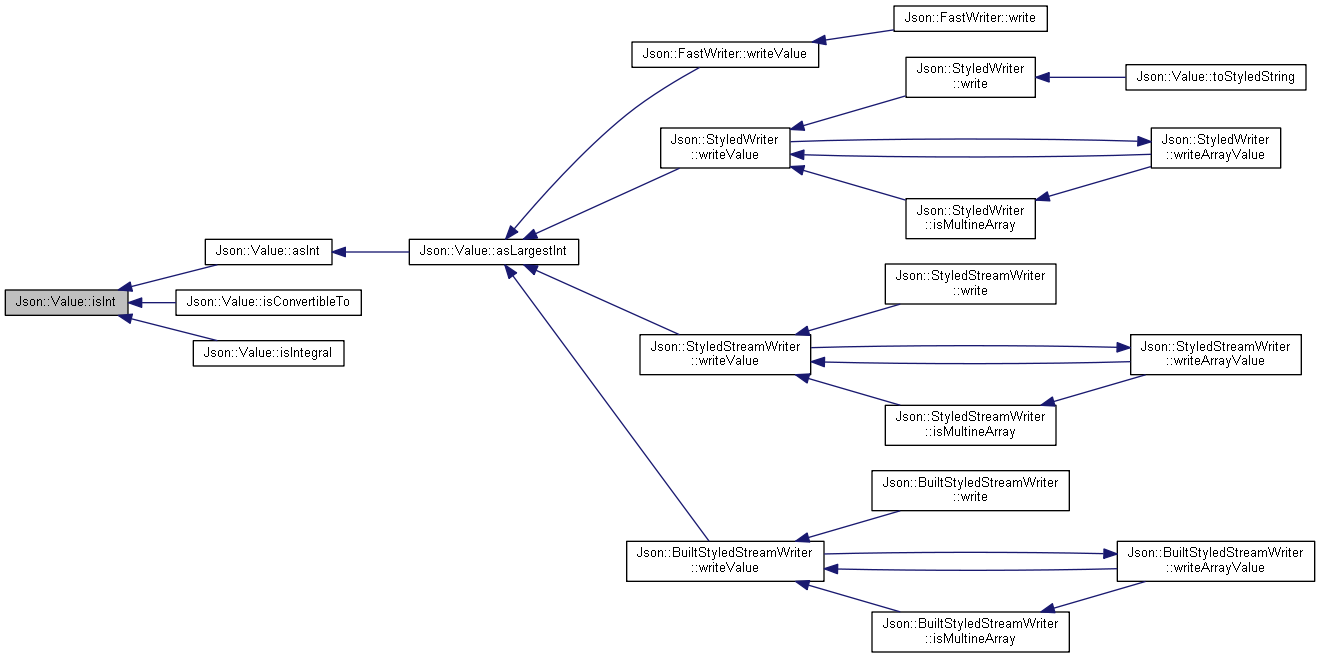 Json::FastWriter::write
Json::FastWriter::writeValue
Json::StyledWriter
::write
Json::Value::toStyledString
Json::StyledWriter
::writeValue
Json::StyledWriter
::writeArrayValue
Json::StyledWriter
::isMultineArray
Json::Value::asInt
Json::Value::asLargestInt
Json::Value::isInt
Json::Value::isConvertibleTo
Json::Value::isIntegral
Json::StyledStreamWriter
::write
Json::StyledStreamWriter
::writeValue
Json::StyledStreamWriter
::writeArrayValue
Json::StyledStreamWriter
::isMultineArray
Json::BuiltStyledStreamWriter
::write
Json::BuiltStyledStreamWriter
::writeValue
Json::BuiltStyledStreamWriter
::writeArrayValue
Json::BuiltStyledStreamWriter
::isMultineArray